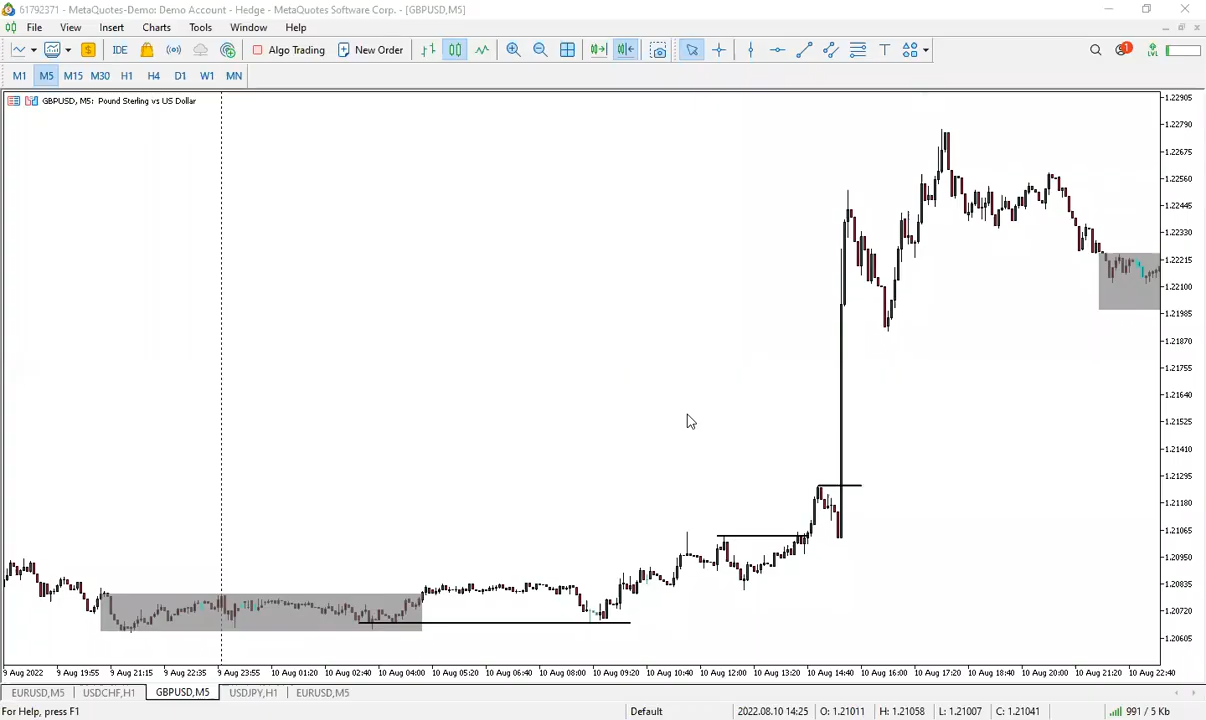 61792371 - MetaQuotes-Demo: Demo Account - Hedge - MetaQuotes Software Corp. - [GBPUSD,M5]
File View Insert Charts Tools Window Help
IDE Algo Trading New Order T 1 LVL
M1 M5 M15 M30 H1 H4 D1 W1 MN
GBPUSD, M5: Pound Sterling vs US Dollar
1.22905
1.22790
1.22675
1.22560
1.22445
1.22330
1.22215
1.22100
1.21985
1.21870
1.21755
1.21640
1.21525
1.21410
1.21295
1.21180
1.21065
1.20950
1.20835
1.20720
1.20605
9 Aug 2022 9 Aug 19:55 9 Aug 21:15 9 Aug 22:35 9 Aug 23:55 10 Aug 01:20 10 Aug 02:40 10 Aug 04:00 10 Aug 05:20 10 Aug 06:40 10 Aug 08:00 10 Aug 09:20 10 Aug 10:40 10 Aug 12:00 10 Aug 13:20 10 Aug 14:40 10 Aug 16:00 10 Aug 17:20 10 Aug 18:40 10 Aug 20:00 10 Aug 21:20 10 Aug 22:40
EURUSD,M5 USDCHF,H1 GBPUSD,M5 USDJPY,H1 EURUSD,M5
For Help, press F1 Default 2022.08.10 14:25 O: 1.21011 H: 1.21058 L: 1.21007 C: 1.21041 991 / 5 Kb